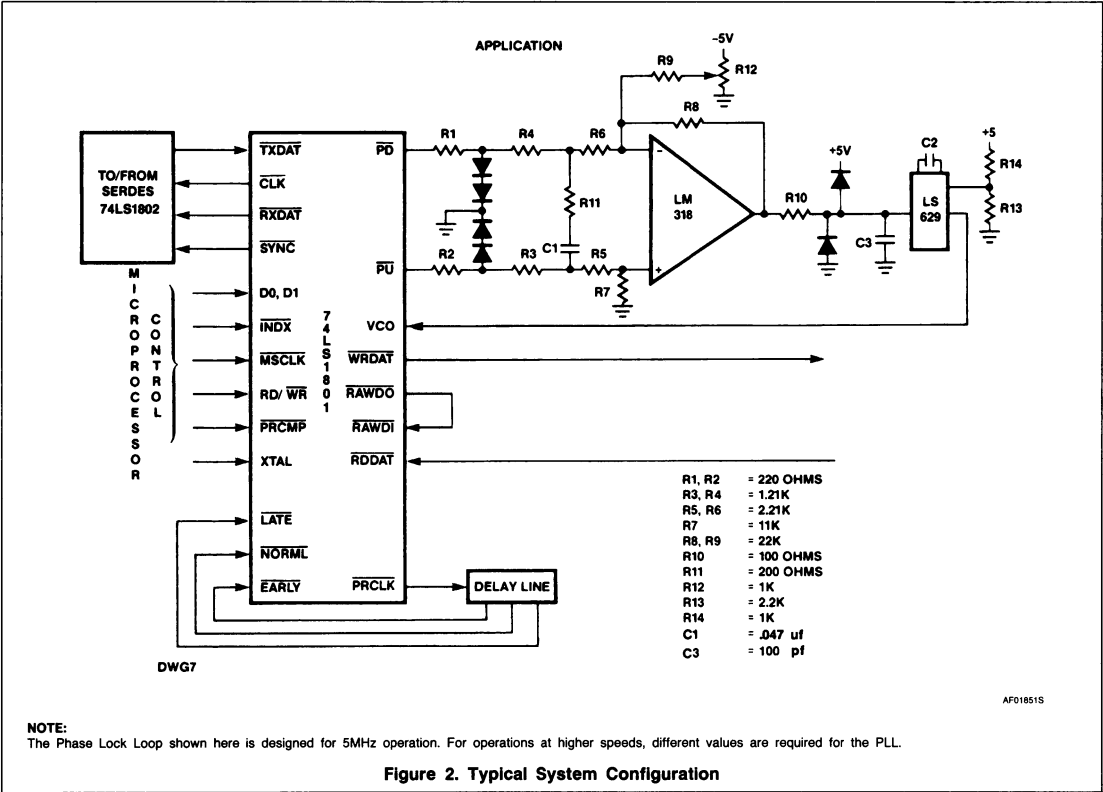 APPLICATION
-5V
R9
R12
R8
R1
R4
R6
+5V
C2
+5
R14
R13
TO/FROM
SERDES
74LS1802
TXDAT
CLK
RXDAT
SYNC
PD
PU
R11
C1
R2
R3
R5
R7
LM
318
R10
C3
LS
629
MICROPROCESSOR
CONTROL
D0, D1
INDX
MSCLK
RD/ WR
PRCMP
XTAL
LATE
NORML
EARLY
74LS1801
VCO
WRDAT
RAWDO
RAWDI
RDDAT
PRCLK
DELAY LINE
R1, R2 = 220 OHMS
R3, R4 = 1.21K
R5, R6 = 2.21K
R7 = 11K
R8, R9 = 22K
R10 = 100 OHMS
R11 = 200 OHMS
R12 = 1K
R13 = 2.2K
R14 = 1K
C1 = .047 uf
C3 = 100 pf
DWG7
AF01851S
NOTE:
The Phase Lock Loop shown here is designed for 5MHz operation. For operations at higher speeds, different values are required for the PLL.
Figure 2. Typical System Configuration